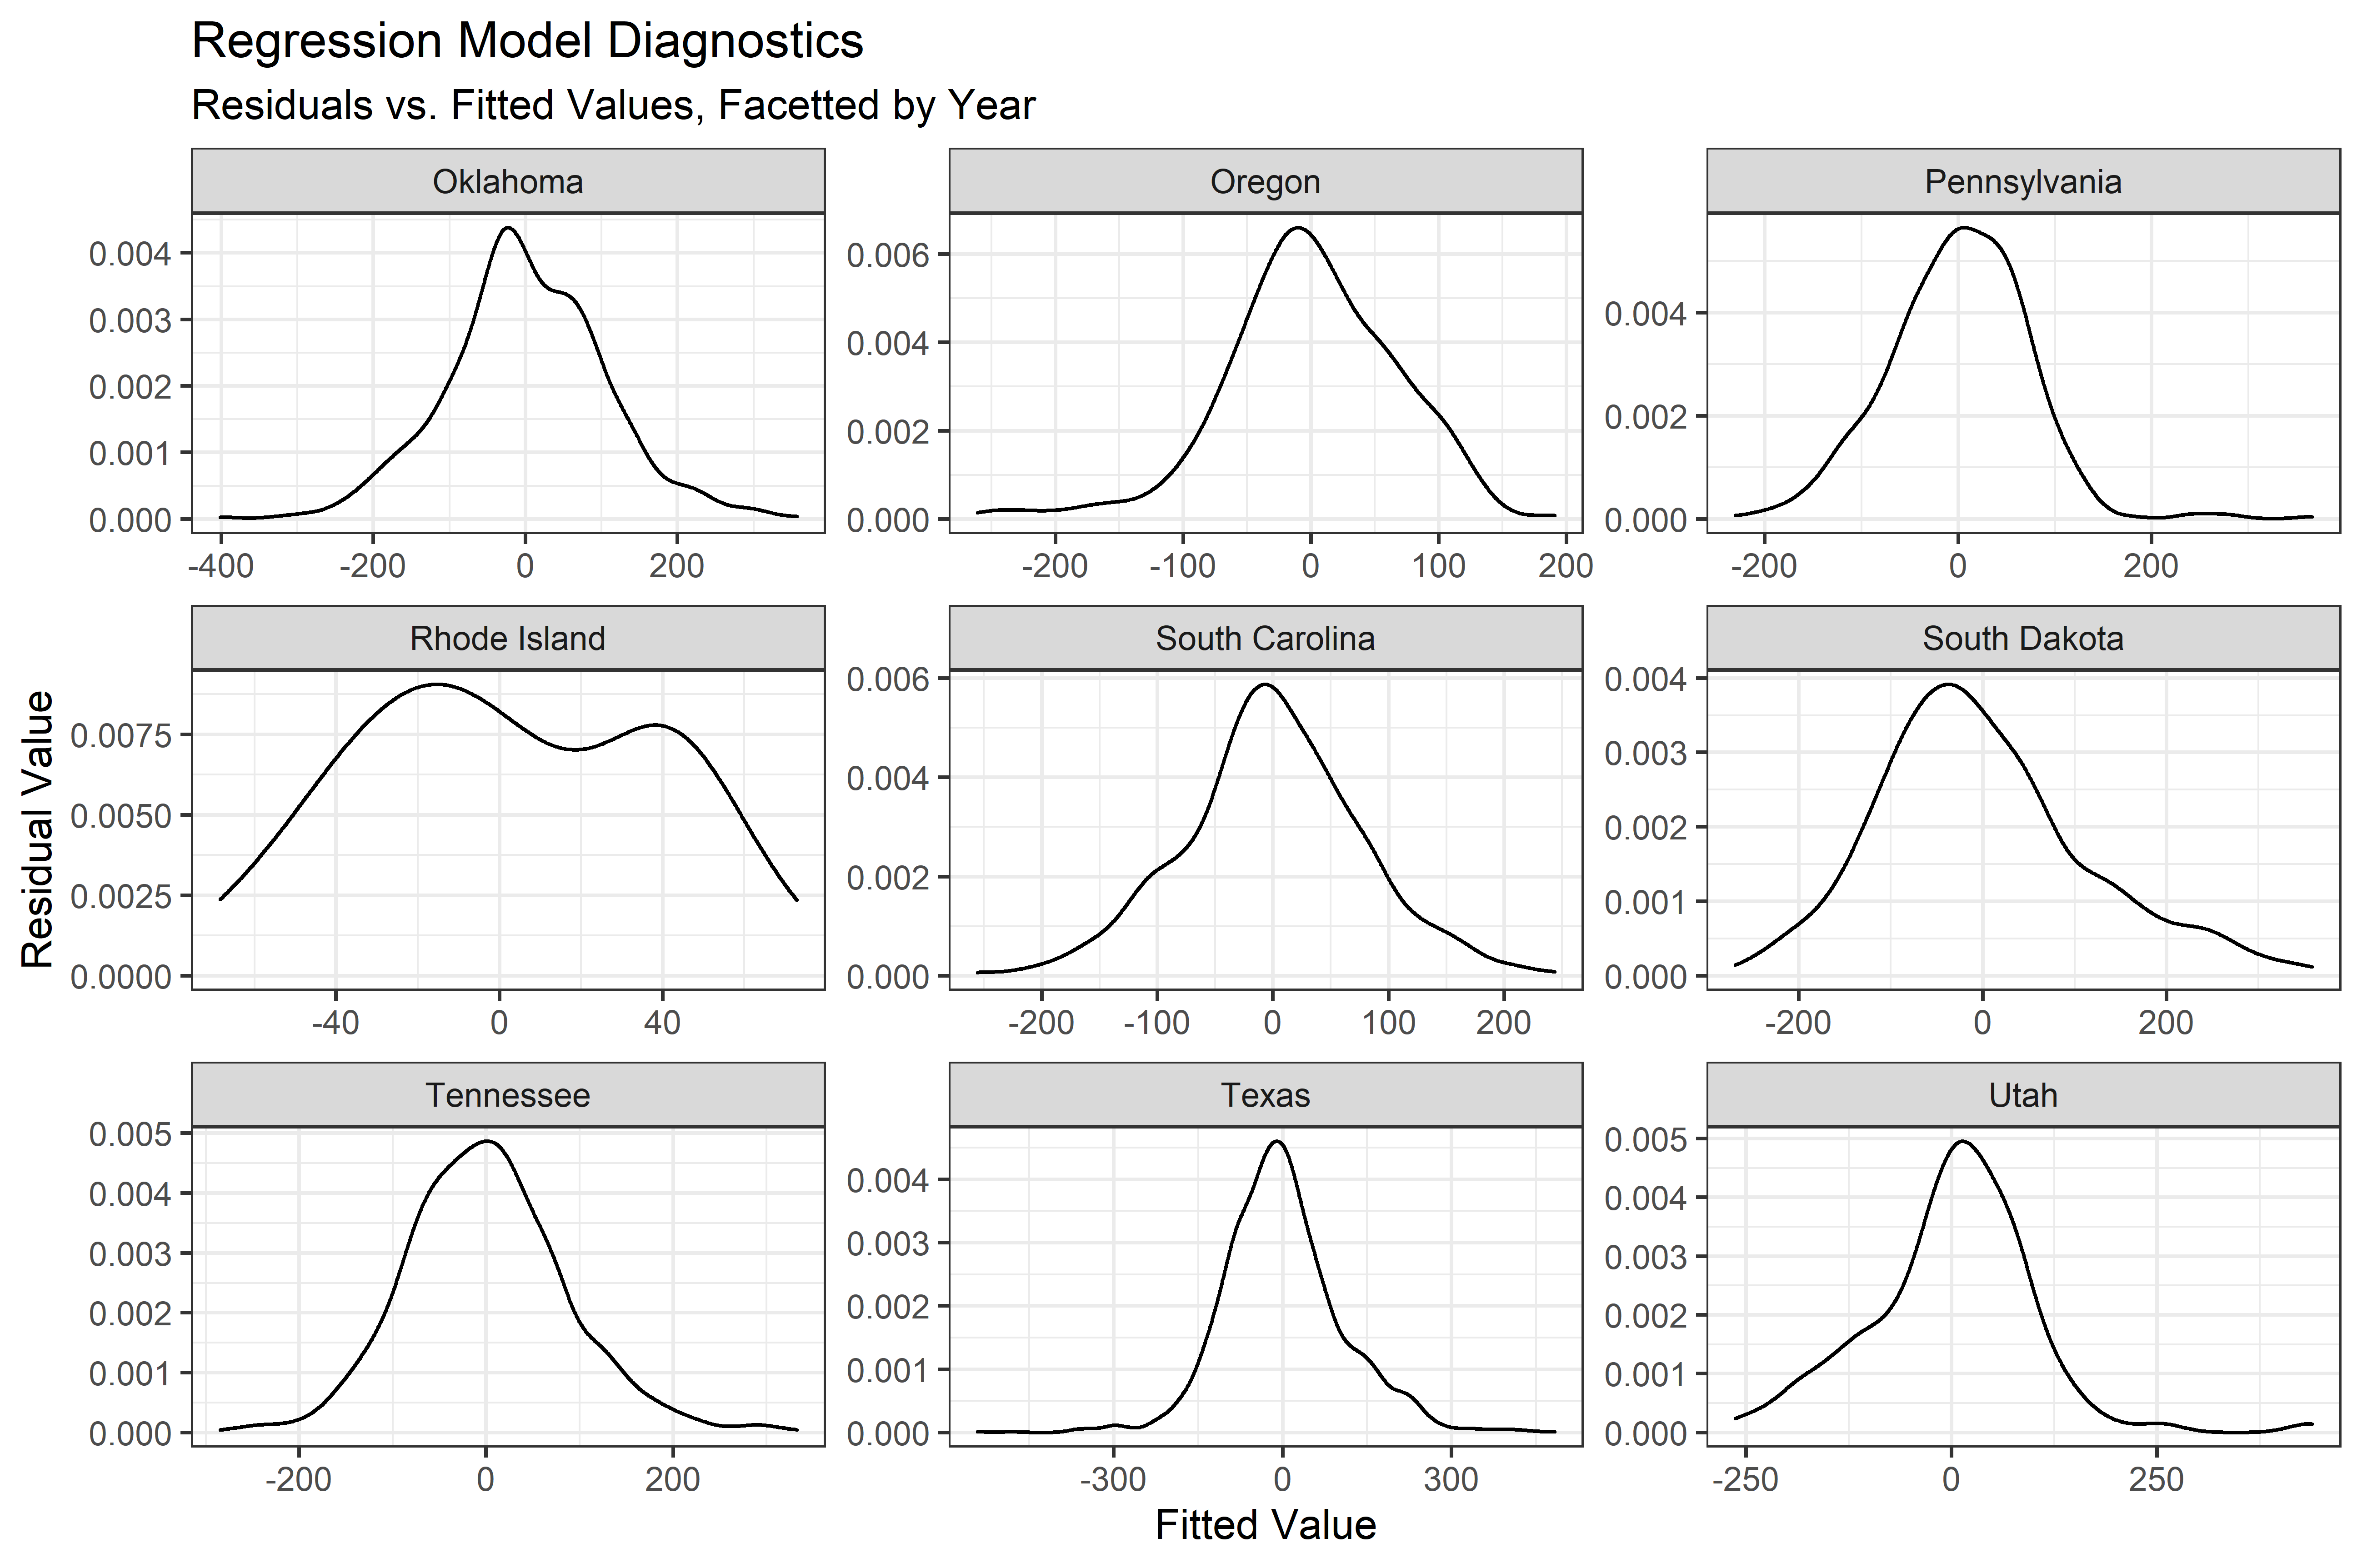 Regression Model Diagnostics
Residuals vs. Fitted Values, Facetted by Year
Oklahoma
0.004
0.003
0.002
0.001
0.000
-400 -200 0 200
Oregon
0.006
0.004
0.002
0.000
-200 -100 0 100 200
Pennsylvania
0.004
0.002
0.000
-200 0 200
Residual Value
Rhode Island
0.0075
0.0050
0.0025
0.0000
-40 0 40
South Carolina
0.006
0.004
0.002
0.000
-200 -100 0 100 200
South Dakota
0.004
0.003
0.002
0.001
0.000
-200 0 200
Tennessee
0.005
0.004
0.003
0.002
0.001
0.000
-200 0 200
Texas
0.004
0.003
0.002
0.001
0.000
-300 0 300
Utah
0.005
0.004
0.003
0.002
0.001
0.000
-250 0 250
Fitted Value